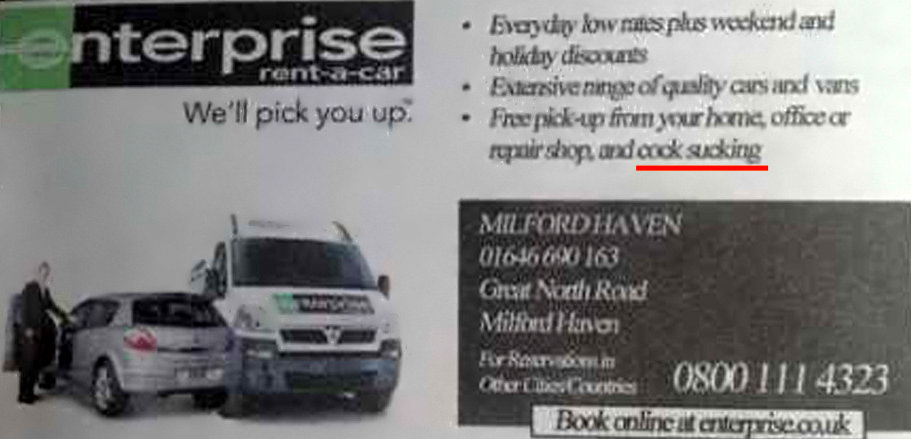 enterprise
rent-a-car
We'll pick you up.™
• Everyday low rates plus weekend and
holiday discounts
• Extensive range of quality cars and vans
• Free pick-up from your home, office or
repair shop, and cock sucking
MILFORD HAVEN
01646 690 163
Great North Road
Milford Haven
For Reservations in
Other Cities/Countries
0800 111 4323
Book online at enterprise.co.uk